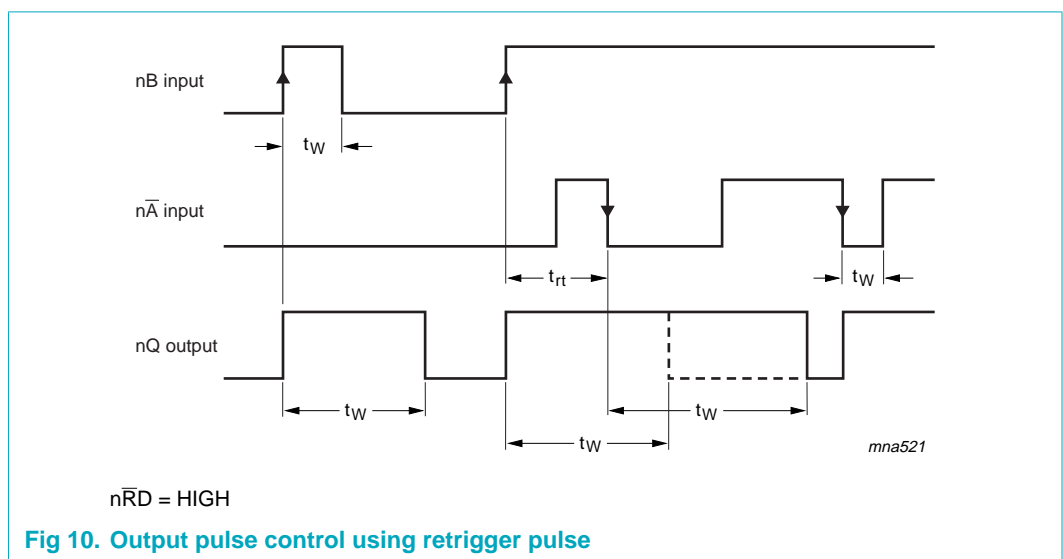 nB input
tW
nA̅ input
trt
tW
nQ output
tW
tW
tW
mna521
nR̅D = HIGH
Fig 10. Output pulse control using retrigger pulse